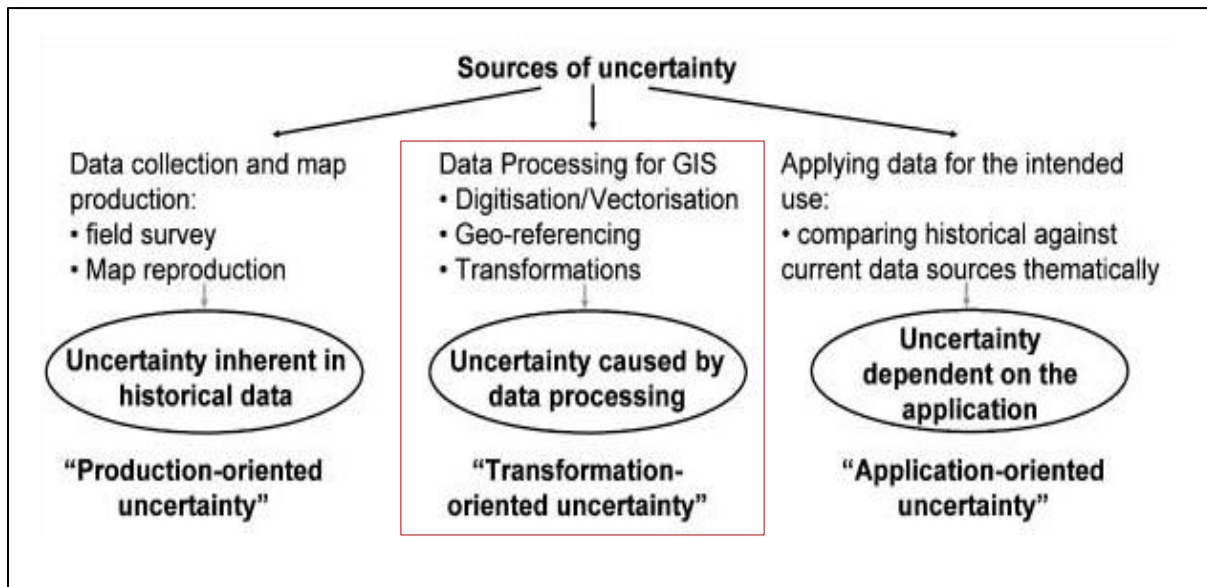 Sources of uncertainty
Data collection and map
production:
• field survey
• Map reproduction
Uncertainty inherent in
historical data
“Production-oriented
uncertainty”
Data Processing for GIS
• Digitisation/Vectorisation
• Geo-referencing
• Transformations
Uncertainty caused by
data processing
“Transformation-
oriented uncertainty”
Applying data for the intended
use:
• comparing historical against
current data sources thematically
Uncertainty
dependent on the
application
“Application-oriented
uncertainty”